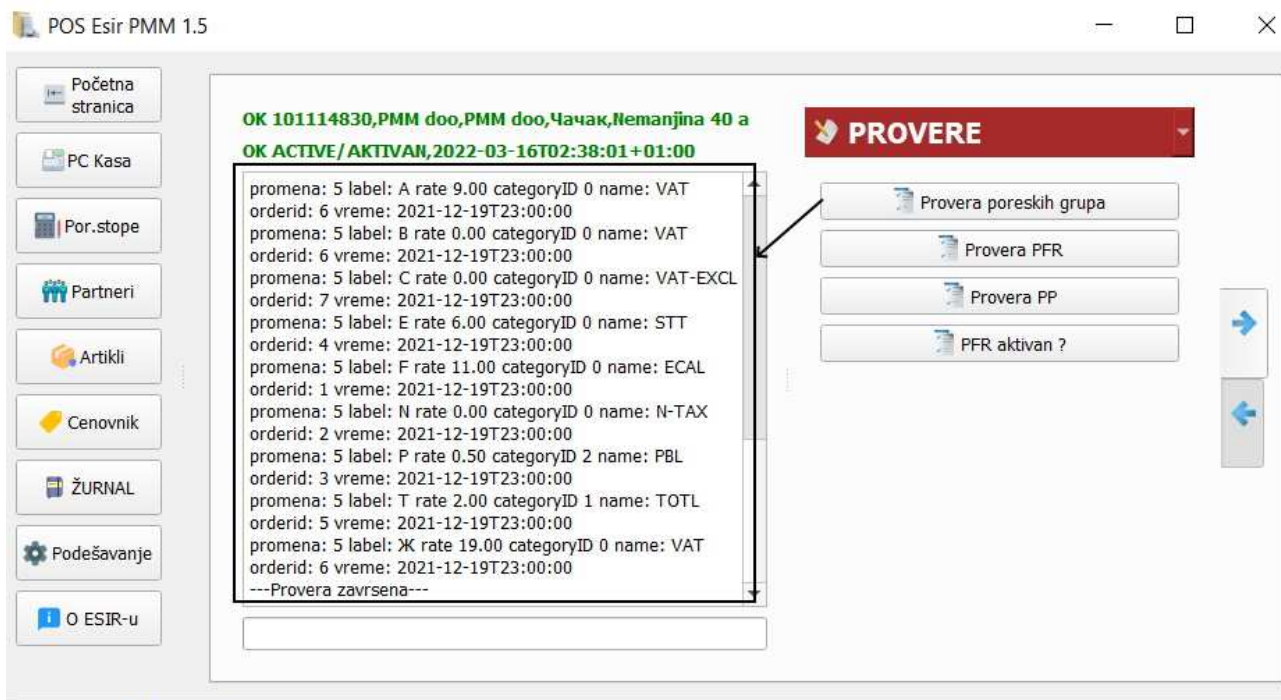 POS Esir PMM 1.5
Početna
stranica
PC Kasa
Por.stope
Partneri
Artikli
Cenovnik
ŽURNAL
Podešavanje
O ESIR-u
OK 101114830,PMM doo,PMM doo,Чачак,Nemanjina 40 a
OK ACTIVE/AKTIVAN,2022-03-16T02:38:01+01:00
promena: 5 label: A rate 9.00 categoryID 0 name: VAT
orderid: 6 vreme: 2021-12-19T23:00:00
promena: 5 label: B rate 0.00 categoryID 0 name: VAT
orderid: 6 vreme: 2021-12-19T23:00:00
promena: 5 label: C rate 0.00 categoryID 0 name: VAT-EXCL
orderid: 7 vreme: 2021-12-19T23:00:00
promena: 5 label: E rate 6.00 categoryID 0 name: STT
orderid: 4 vreme: 2021-12-19T23:00:00
promena: 5 label: F rate 11.00 categoryID 0 name: ECAL
orderid: 1 vreme: 2021-12-19T23:00:00
promena: 5 label: N rate 0.00 categoryID 0 name: N-TAX
orderid: 2 vreme: 2021-12-19T23:00:00
promena: 5 label: P rate 0.50 categoryID 2 name: PBL
orderid: 3 vreme: 2021-12-19T23:00:00
promena: 5 label: T rate 2.00 categoryID 1 name: TOTL
orderid: 5 vreme: 2021-12-19T23:00:00
promena: 5 label: Ж rate 19.00 categoryID 0 name: VAT
orderid: 6 vreme: 2021-12-19T23:00:00
---Provera zavrsena---
PROVERE
Provera poreskih grupa
Provera PFR
Provera PP
PFR aktivan ?